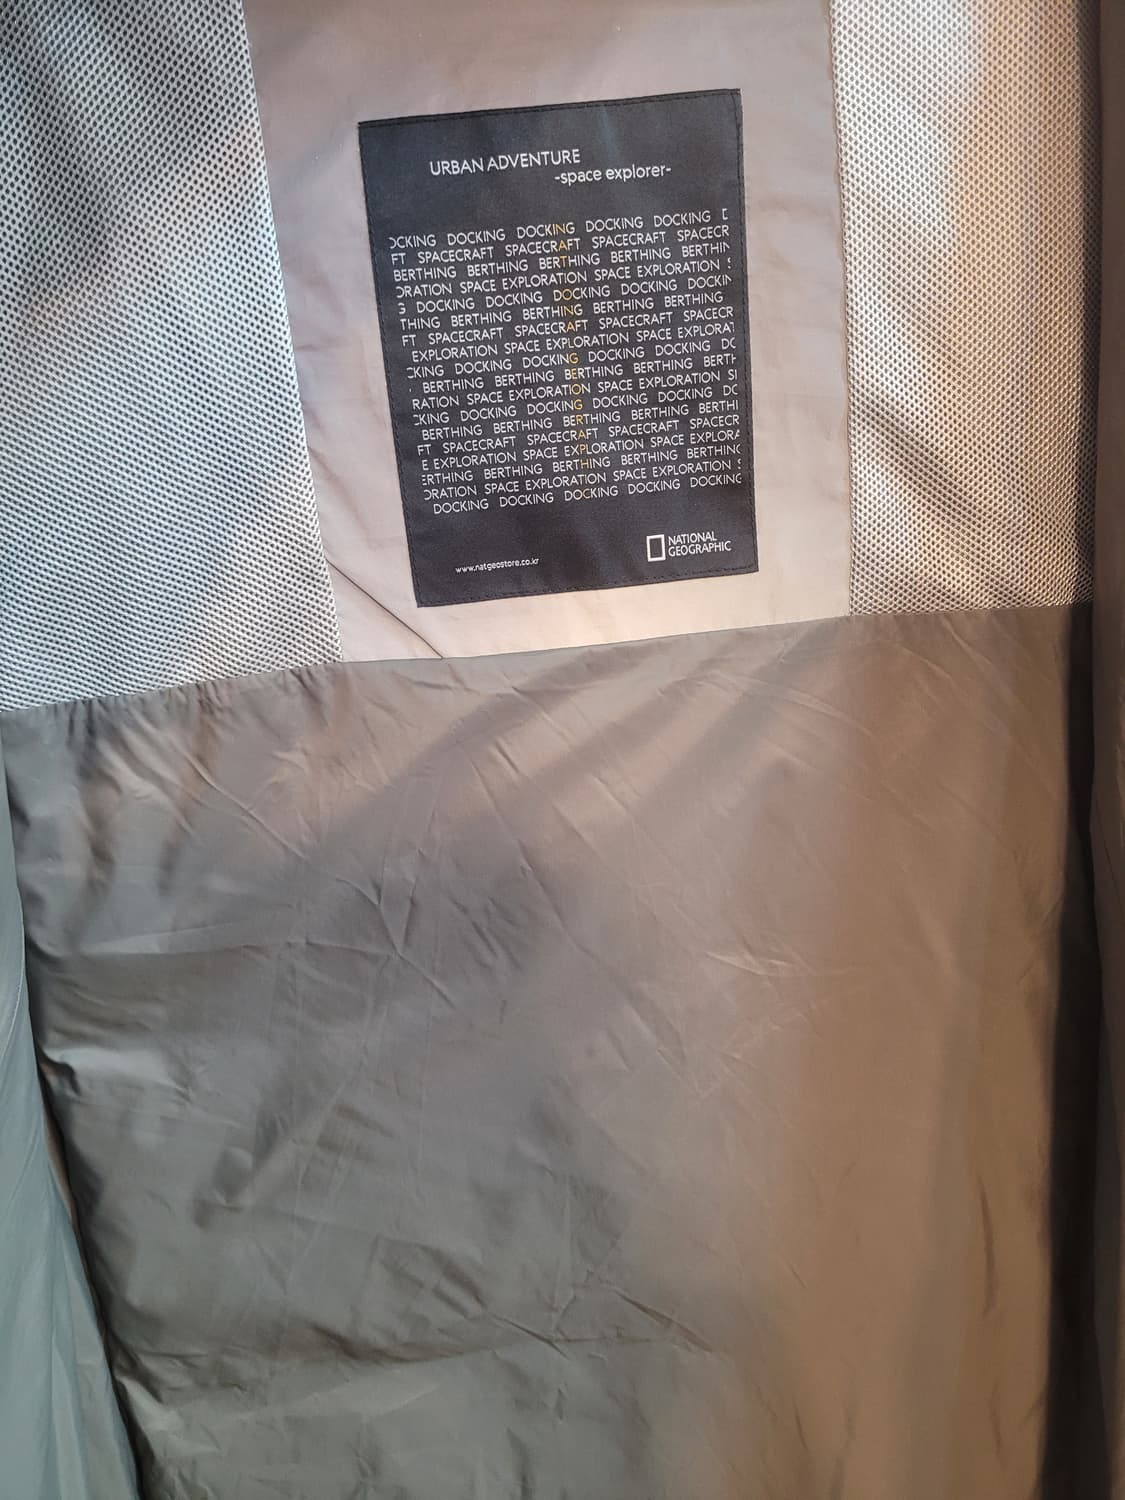 URBAN ADVENTURE
-space explorer-
OCKING DOCKING DOCKING DOCKING DOCKING D
FT SPACECRAFT SPACECRAFT SPACECRAFT SPACECR
BERTHING BERTHING BERTHING BERTHING BERTHIN
ORATION SPACE EXPLORATION SPACE EXPLORATION S
G DOCKING DOCKING DOCKING DOCKING DOCKIN
THING BERTHING BERTHING BERTHING BERTHING
FT SPACECRAFT SPACECRAFT SPACECRAFT SPACECR
EXPLORATION SPACE EXPLORATION SPACE EXPLORAT
CKING DOCKING DOCKING DOCKING DOCKING DC
BERTHING BERTHING BERTHING BERTHING BERTH
RATION SPACE EXPLORATION SPACE EXPLORATION S
CKING DOCKING DOCKING DOCKING DOCKING DC
BERTHING BERTHING BERTHING BERTHING BERTHI
FT SPACECRAFT SPACECRAFT SPACECRAFT SPACECR
E EXPLORATION SPACE EXPLORATION SPACE EXPLORA
ERTHING BERTHING BERTHING BERTHING BERTHING
ORATION SPACE EXPLORATION SPACE EXPLORATION S
DOCKING DOCKING DOCKING DOCKING DOCKING
NATIONAL
GEOGRAPHIC
www.natgeostore.co.kr